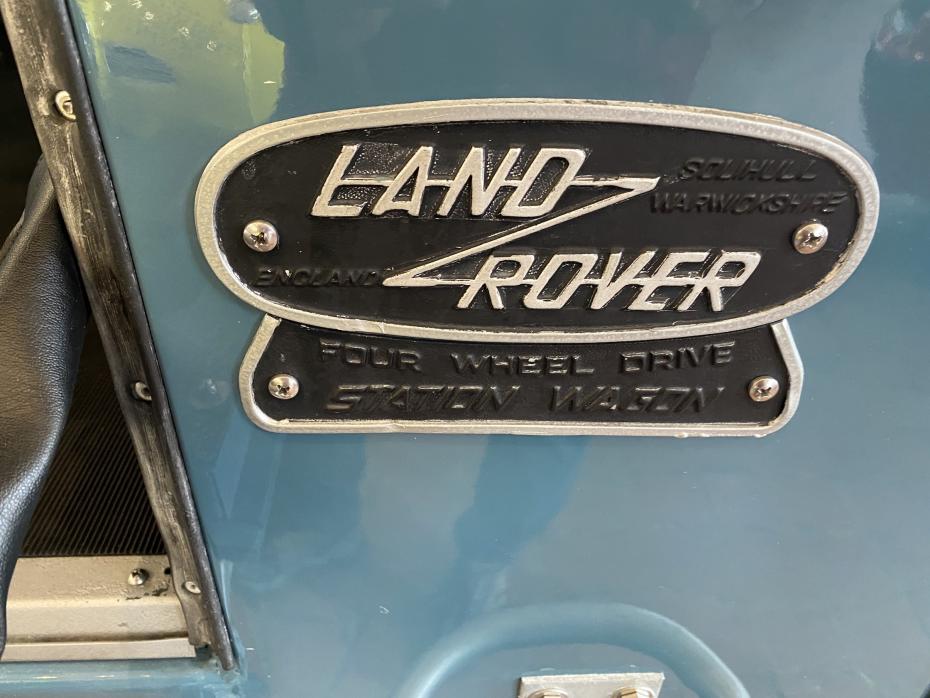 LAND
SOLIHULL
WARWICKSHIRE
ENGLAND
ROVER
FOUR WHEEL DRIVE
STATION WAGON